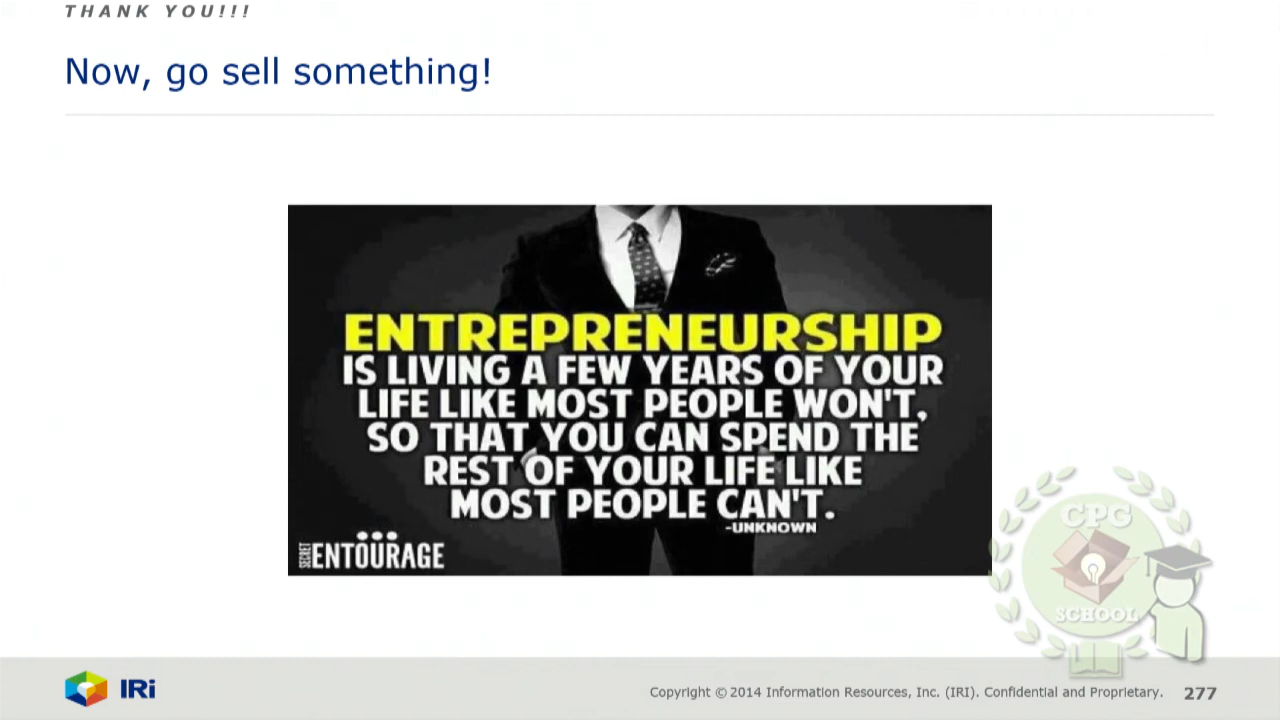 THANK YOU!!!
Now, go sell something!
ENTREPRENEURSHIP
IS LIVING A FEW YEARS OF YOUR
LIFE LIKE MOST PEOPLE WON'T,
SO THAT YOU CAN SPEND THE
REST OF YOUR LIFE LIKE
MOST PEOPLE CAN'T.
-UNKNOWN
SECRET ENTOURAGE
CPG
SCHOOL
IRi
Copyright © 2014 Information Resources, Inc. (IRI). Confidential and Proprietary. 277